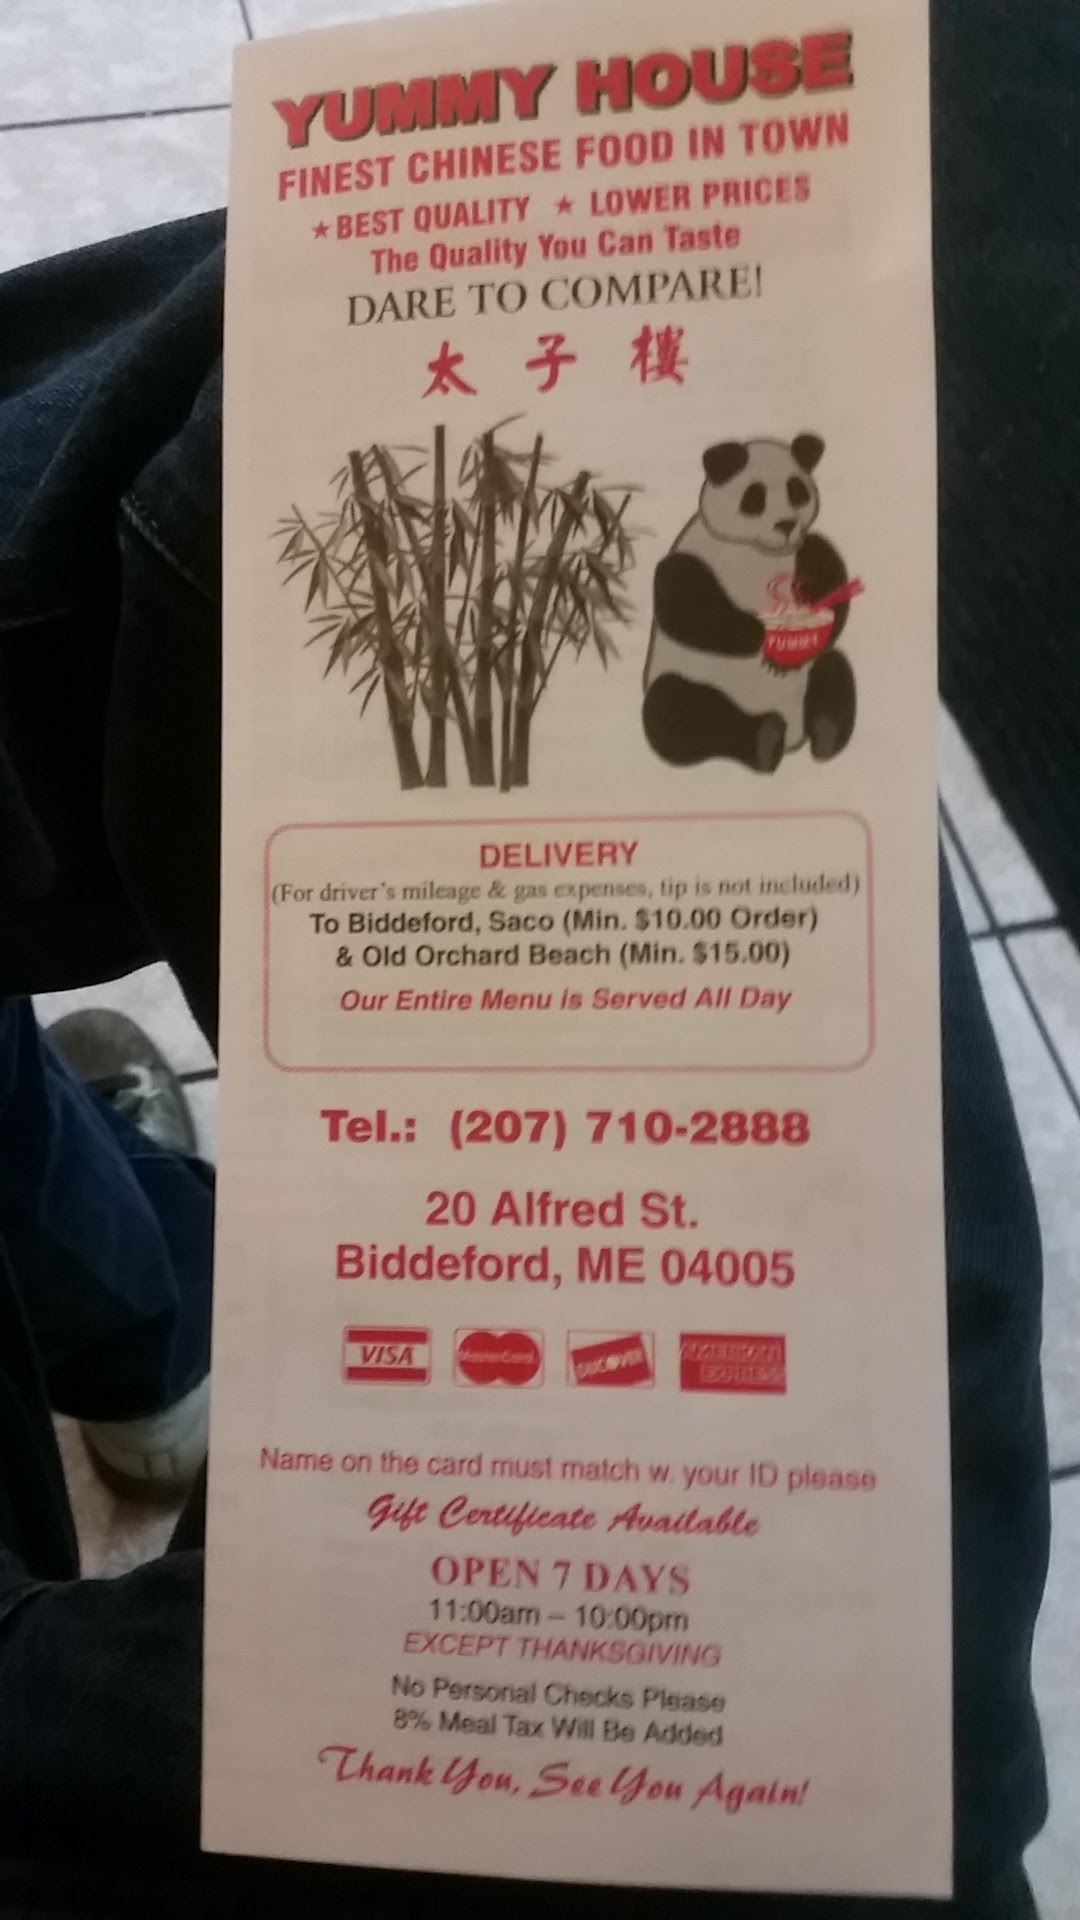 YUMMY HOUSE
FINEST CHINESE FOOD IN TOWN
★BEST QUALITY ★ LOWER PRICES
The Quality You Can Taste
DARE TO COMPARE!
太子樓
YUMMY
DELIVERY
(For driver's mileage & gas expenses, tip is not included)
To Biddeford, Saco (Min. $10.00 Order)
& Old Orchard Beach (Min. $15.00)
Our Entire Menu is Served All Day
Tel.: (207) 710-2888
20 Alfred St.
Biddeford, ME 04005
VISA MasterCard DISCOVER AMERICAN EXPRESS
Name on the card must match w. your ID please
Gift Certificate Available
OPEN 7 DAYS
11:00am – 10:00pm
EXCEPT THANKSGIVING
No Personal Checks Please
8% Meal Tax Will Be Added
Thank You, See You Again!